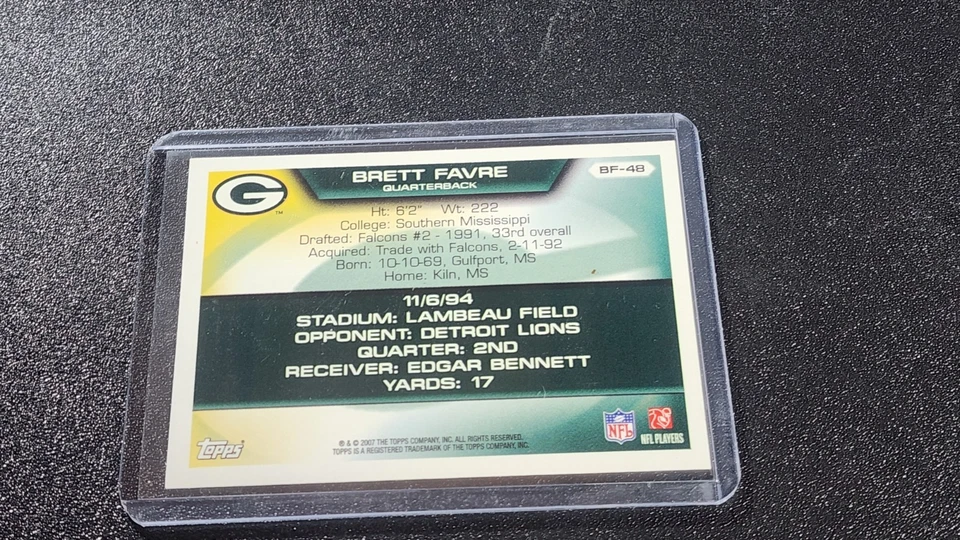 BRETT FAVRE
QUARTERBACK
BF-48
G
TM
Ht: 6'2" Wt: 222
College: Southern Mississippi
Drafted: Falcons #2 - 1991, 33rd overall
Acquired: Trade with Falcons, 2-11-92
Born: 10-10-69, Gulfport, MS
Home: Kiln, MS
11/6/94
STADIUM: LAMBEAU FIELD
OPPONENT: DETROIT LIONS
QUARTER: 2ND
RECEIVER: EDGAR BENNETT
YARDS: 17
Topps
® & © 2007 THE TOPPS COMPANY, INC. ALL RIGHTS RESERVED.
TOPPS IS A REGISTERED TRADEMARK OF THE TOPPS COMPANY, INC.
NFL
NFL PLAYERS